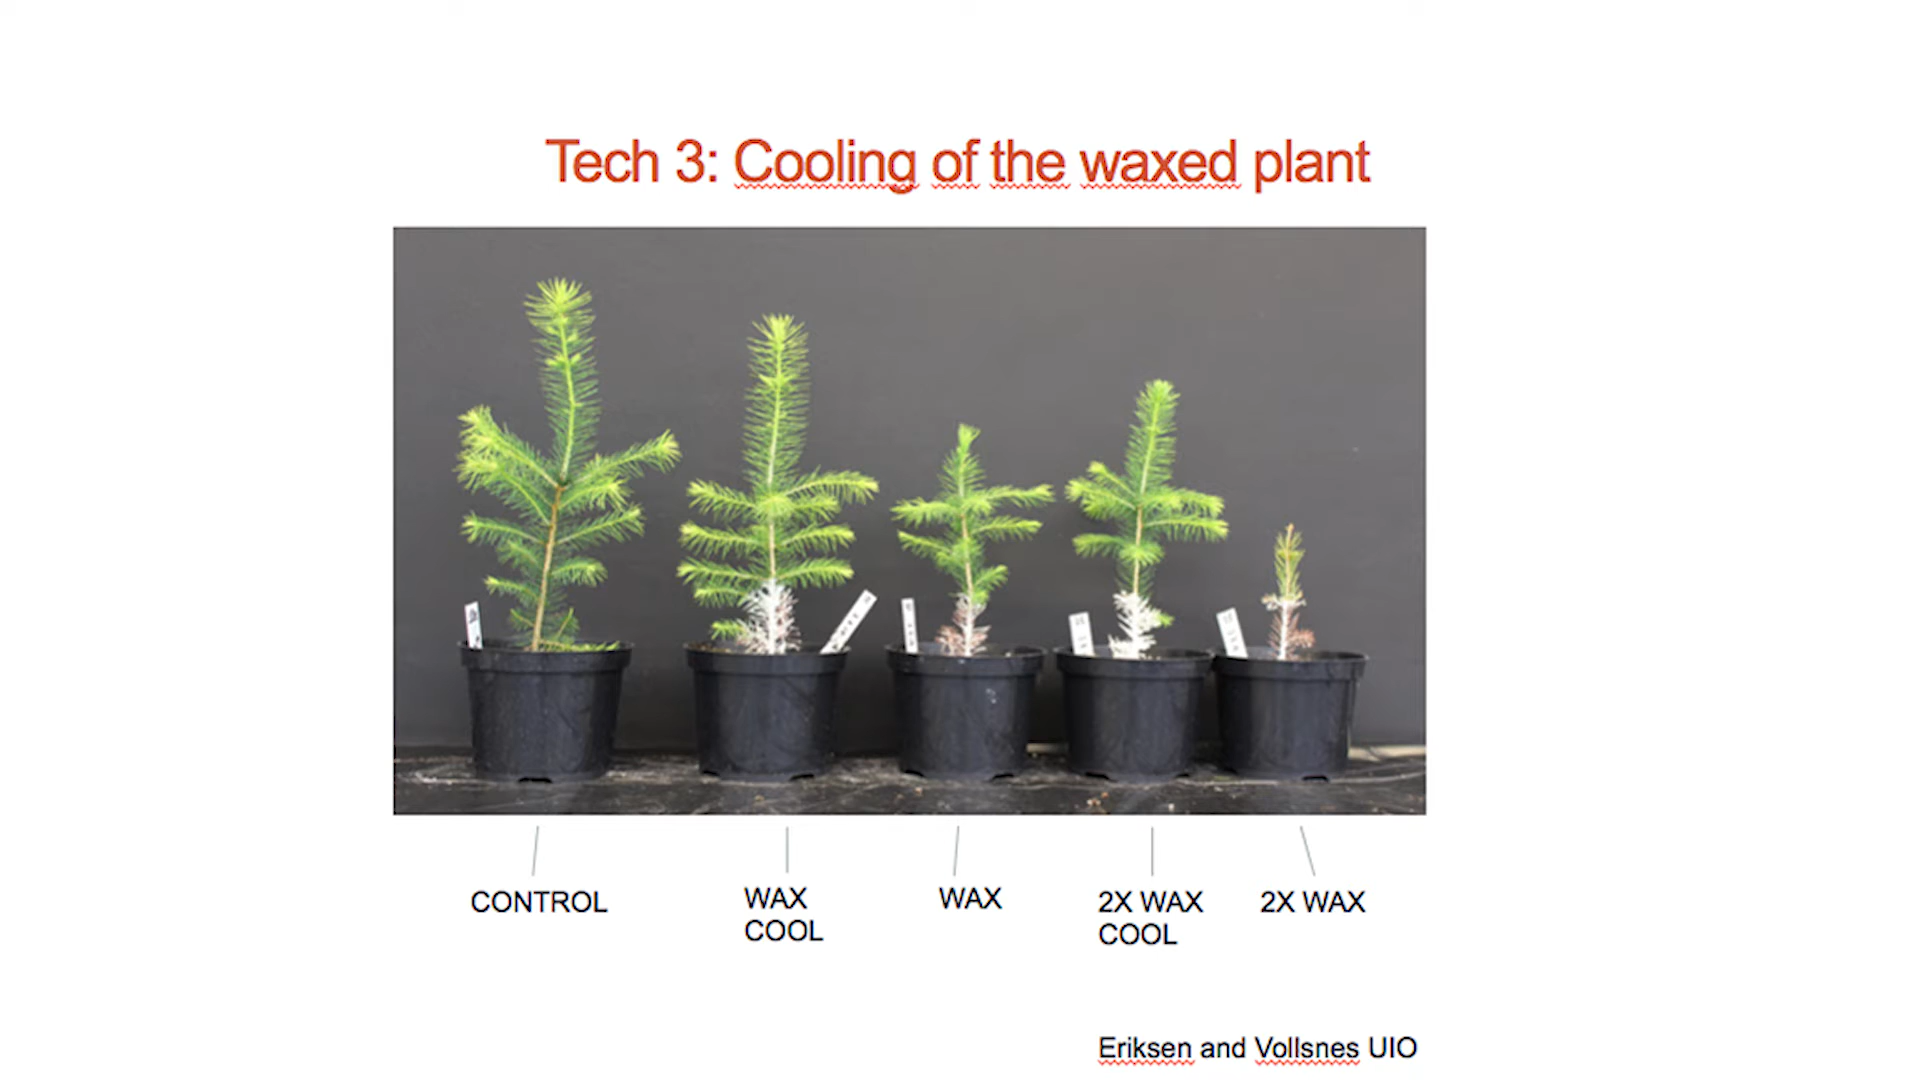 Tech 3: Cooling of the waxed plant
CONTROL
WAX
COOL
WAX
2X WAX
COOL
2X WAX
Eriksen and Vollsnes UIO